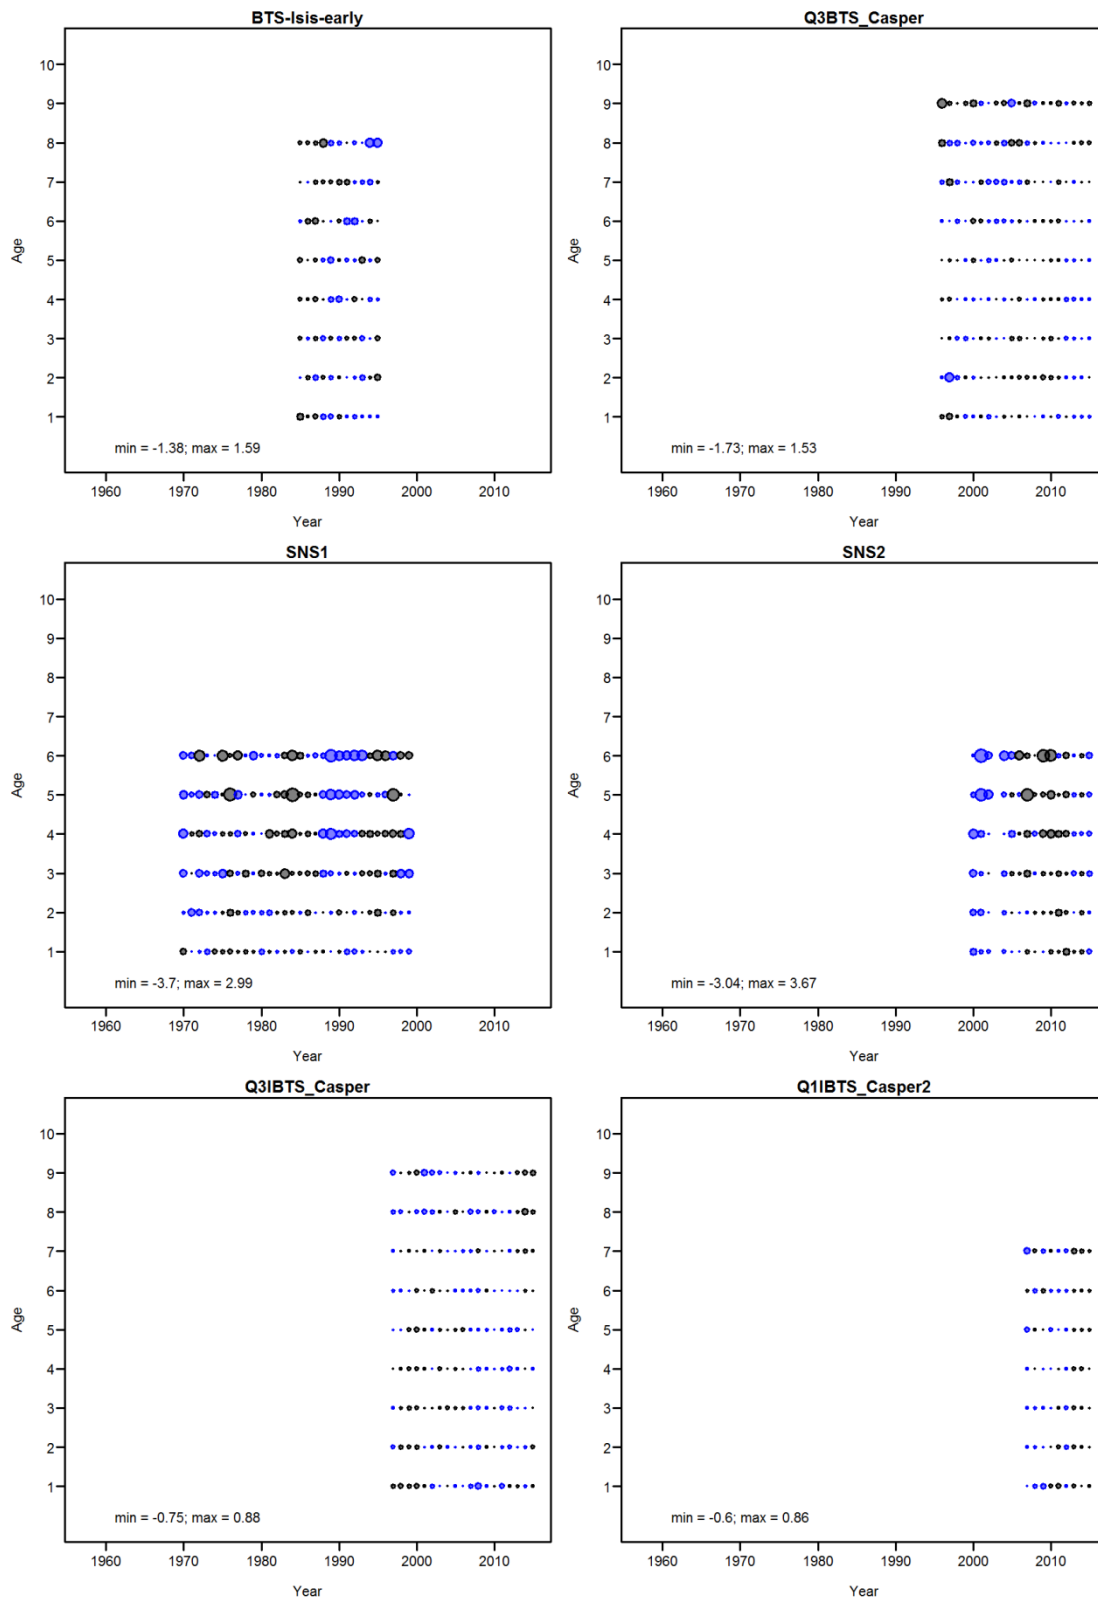 BTS-Isis-early
10
9
8
7
6
5
4
3
2
1
Age
min = -1.38; max = 1.59
1960 1970 1980 1990 2000 2010
Year
Q3BTS_Casper
10
9
8
7
6
5
4
3
2
1
Age
min = -1.73; max = 1.53
1960 1970 1980 1990 2000 2010
Year
SNS1
10
9
8
7
6
5
4
3
2
1
Age
min = -3.7; max = 2.99
1960 1970 1980 1990 2000 2010
Year
SNS2
10
9
8
7
6
5
4
3
2
1
Age
min = -3.04; max = 3.67
1960 1970 1980 1990 2000 2010
Year
Q3IBTS_Casper
10
9
8
7
6
5
4
3
2
1
Age
min = -0.75; max = 0.88
1960 1970 1980 1990 2000 2010
Year
Q1IBTS_Casper2
10
9
8
7
6
5
4
3
2
1
Age
min = -0.6; max = 0.86
1960 1970 1980 1990 2000 2010
Year